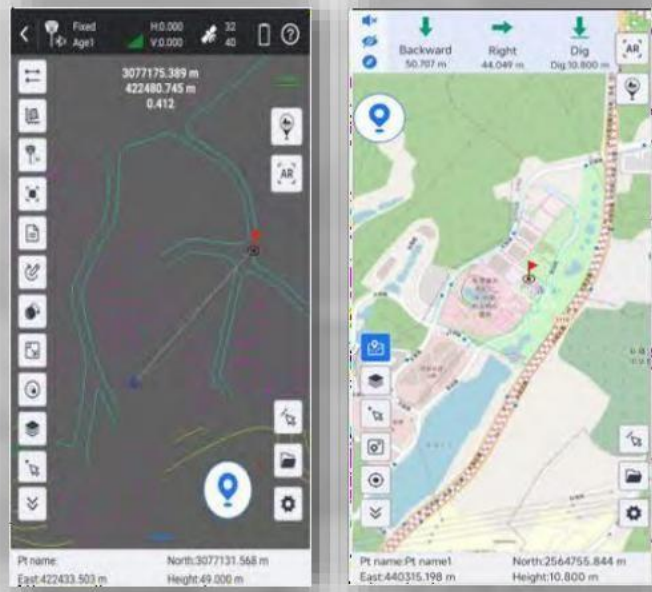 Fixed
Age1
H:0.000
V:0.000
32
40
3077175.389 m
422480.745 m
0.412
AR
Pt name:
North:3077131.568 m
East:422433.503 m
Height:49.000 m
Backward
50.707 m
Right
44.049 m
Dig
Dig:10.800 m
AR
Pt name:Pt name1
North:2564755.844 m
East:440315.198 m
Height:10.800 m